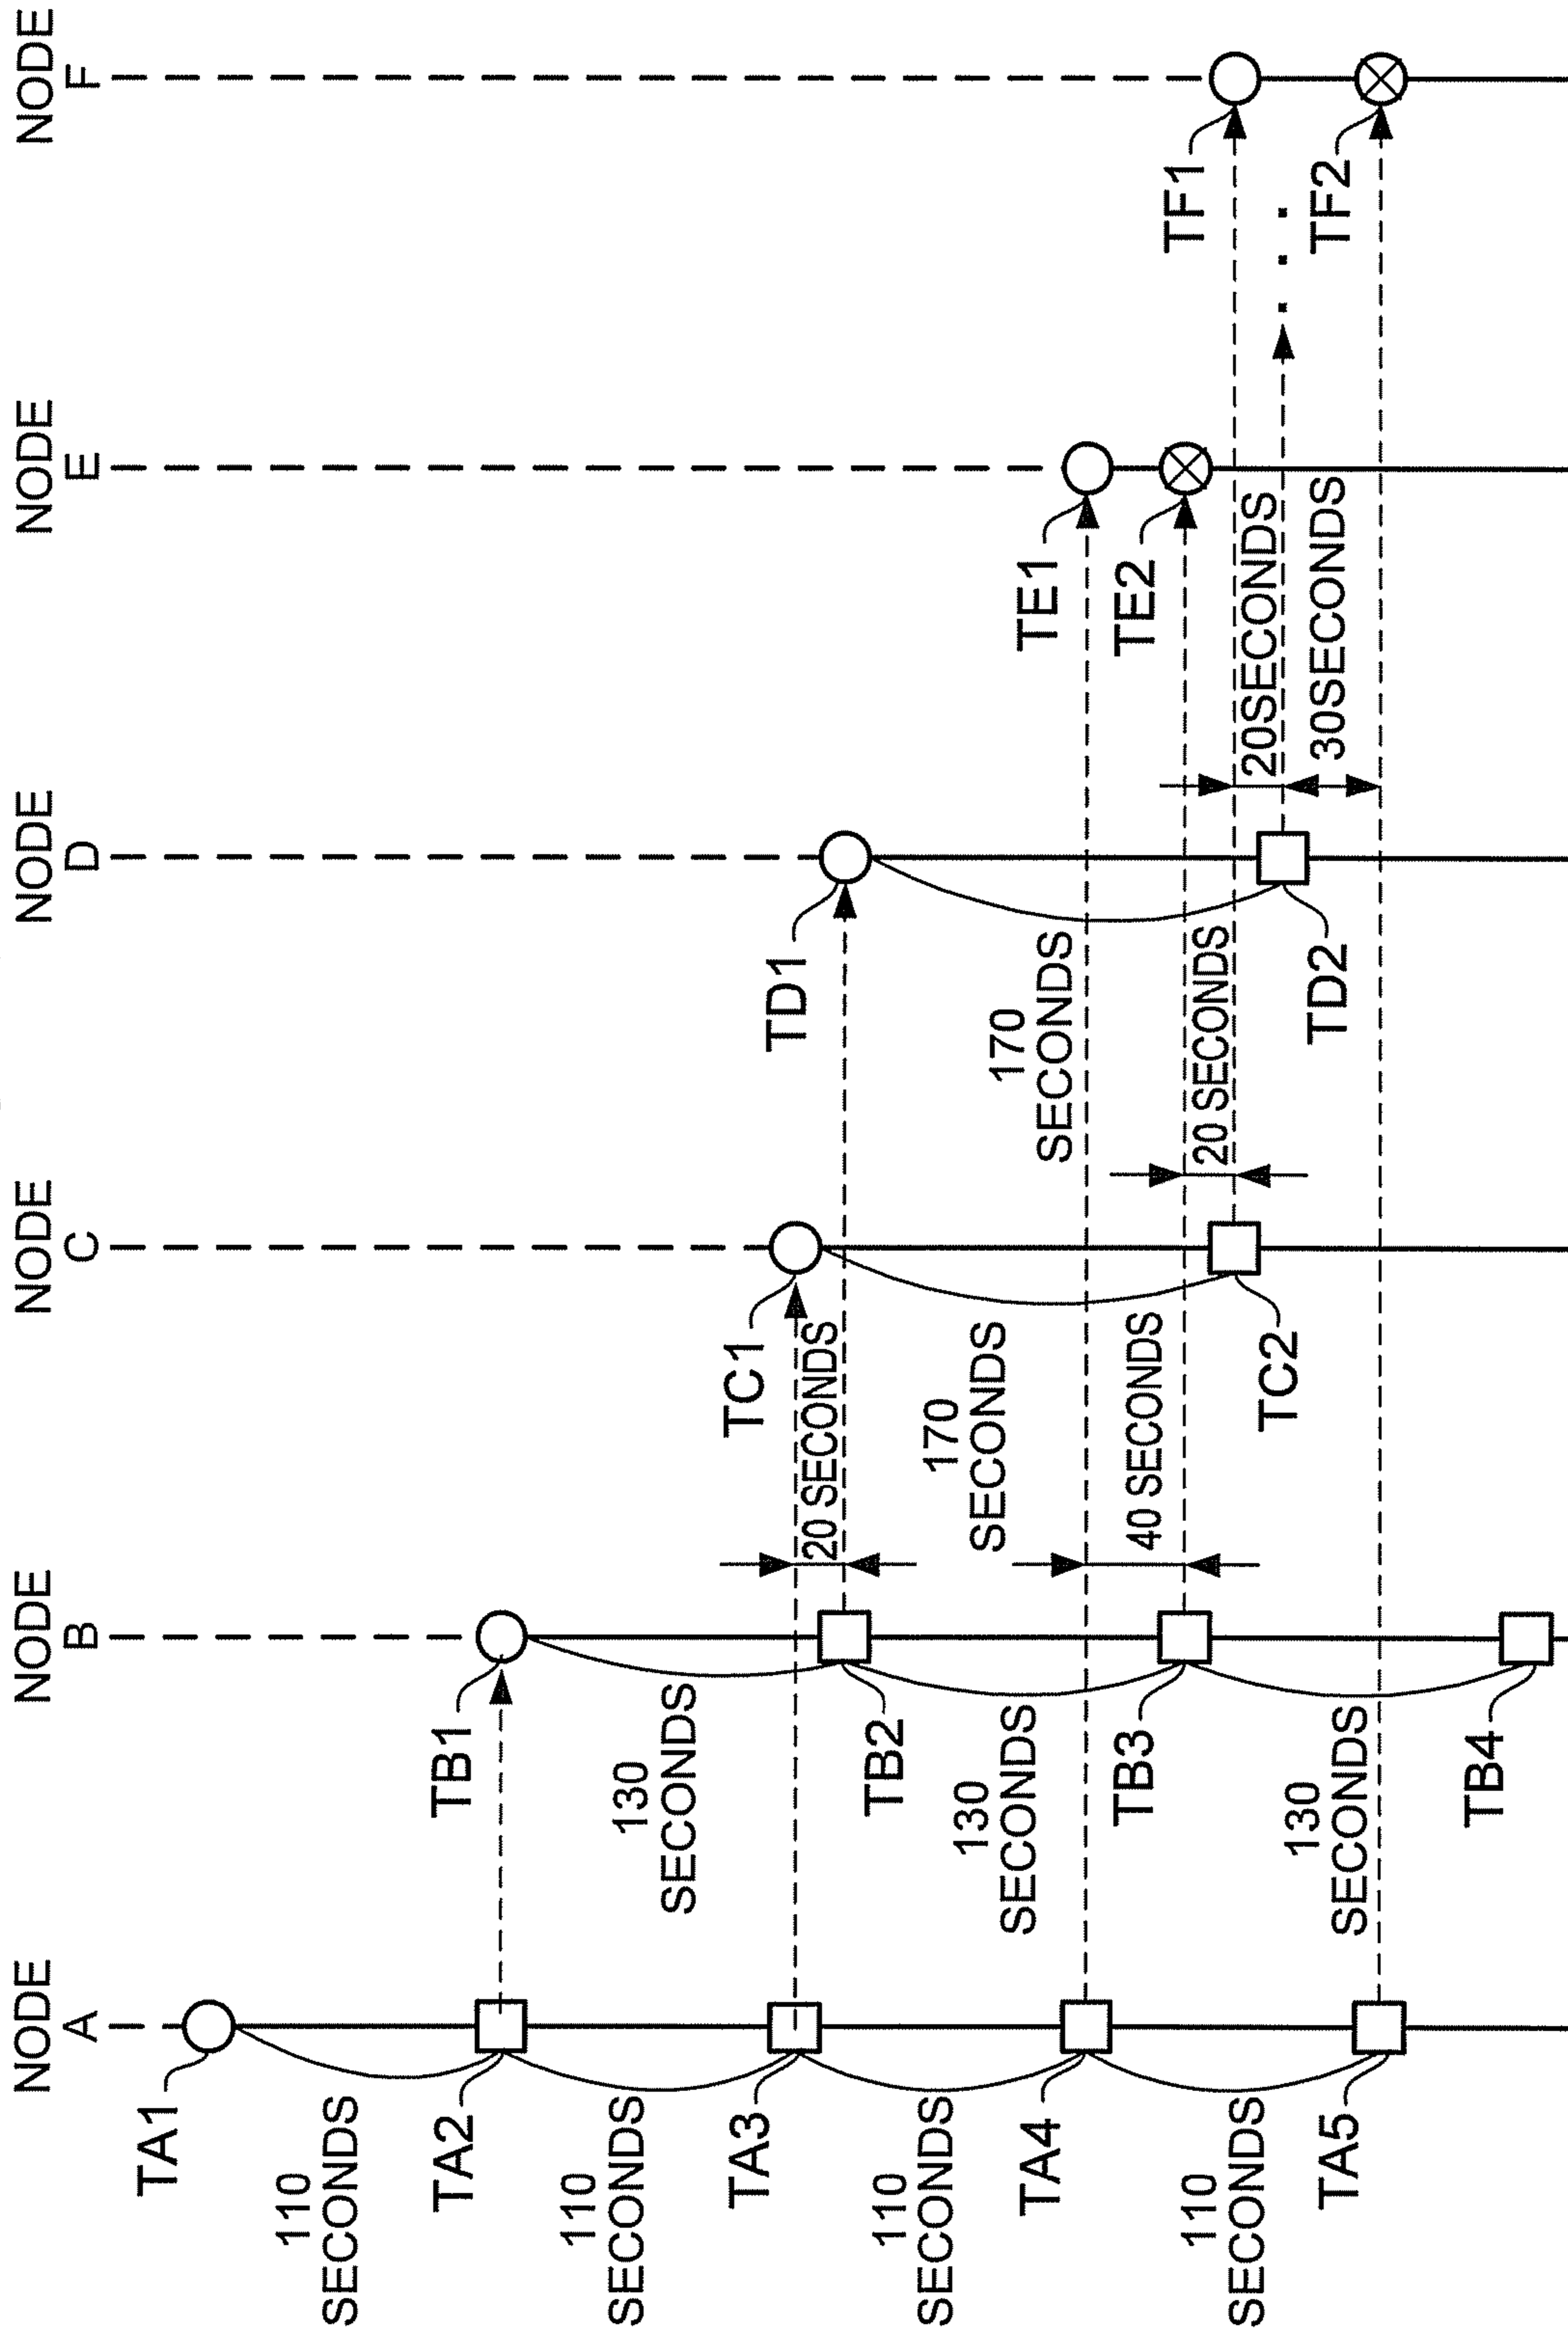 NODE
A
NODE
B
NODE
C
NODE
D
NODE
E
NODE
F
TA1
110
SECONDS
TA2
110
SECONDS
TA3
110
SECONDS
TA4
110
SECONDS
TA5
TB1
130
SECONDS
TB2
130
SECONDS
TB3
130
SECONDS
TB4
TC1
20 SECONDS
170
SECONDS
40 SECONDS
TC2
TD1
170
SECONDS
20 SECONDS
TD2
TE1
TE2
20SECONDS
30SECONDS
TF1
TF2